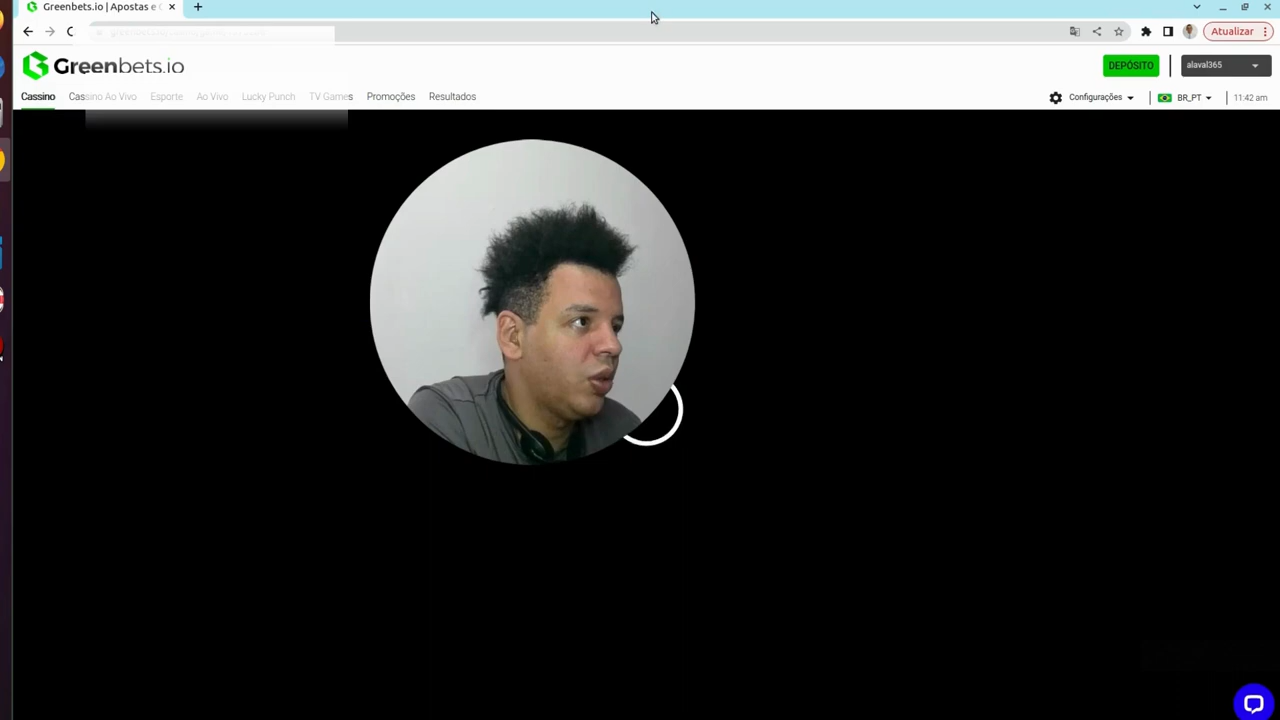 Greenbets.io | Apostas e
Atualizar
Greenbets.io
DEPÓSITO
alaval365
Cassino Cassino Ao Vivo Esporte Ao Vivo Lucky Punch TV Games Promoções Resultados
Configurações BR_PT 11:42 am